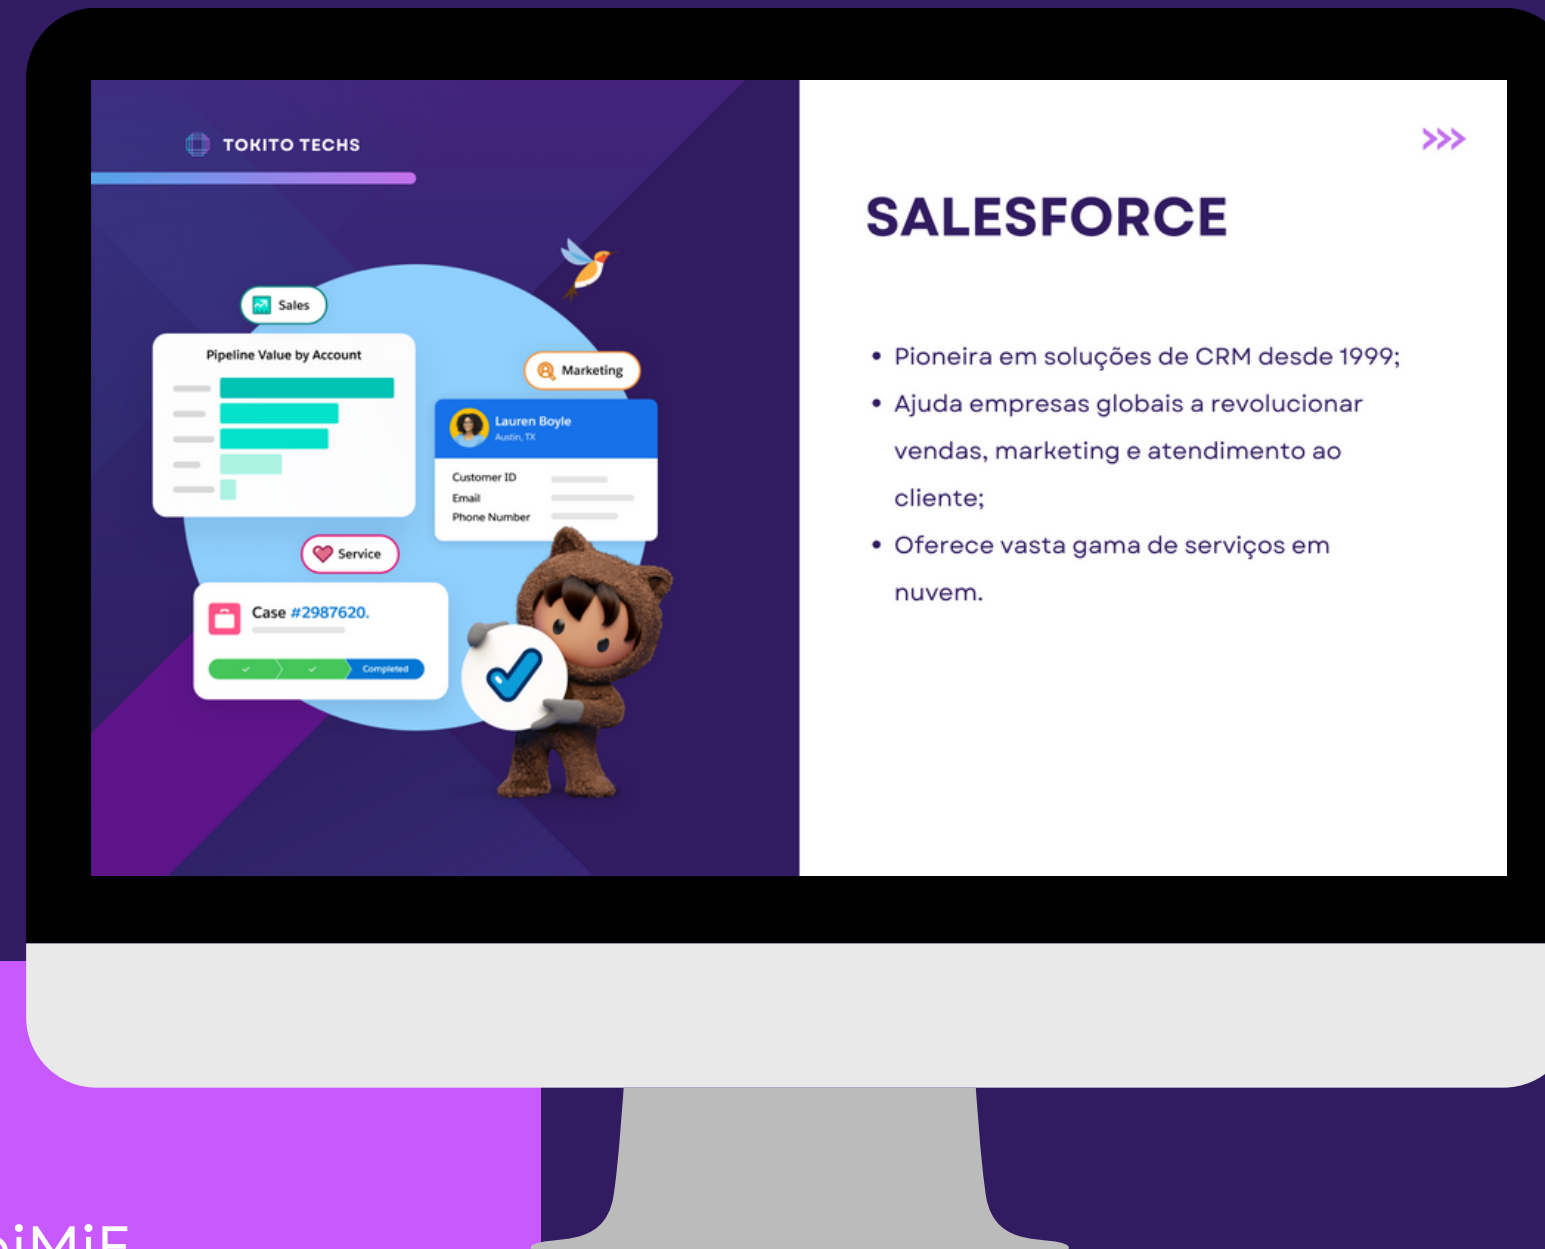 TOKITO TECHS
Sales
Pipeline Value by Account
Marketing
Lauren Boyle
Austin, TX
Customer ID
Email
Phone Number
Service
Case #2987620.
Completed
SALESFORCE
• Pioneira em soluções de CRM desde 1999;
• Ajuda empresas globais a revolucionar
vendas, marketing e atendimento ao
cliente;
• Oferece vasta gama de serviços em
nuvem.